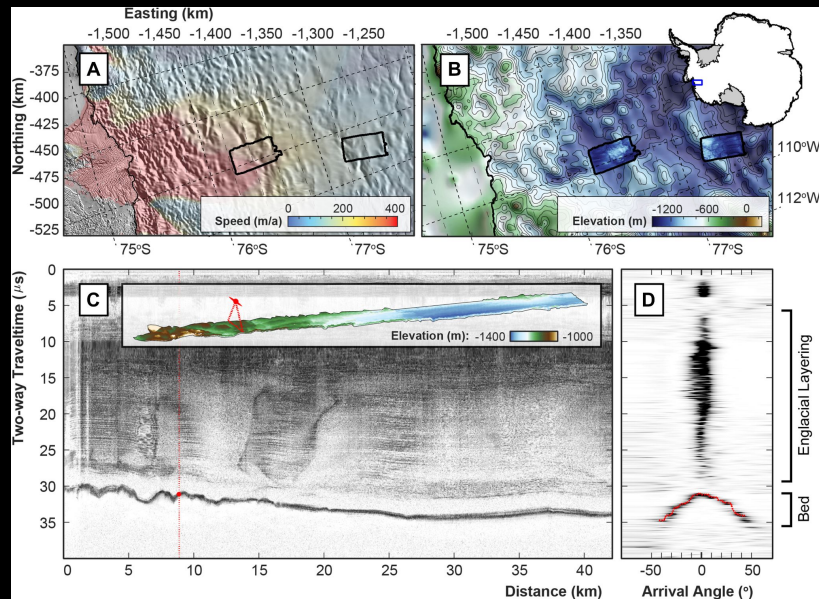 Easting (km)
-1,500 -1,450 -1,400 -1,350 -1,300 -1,250
-1,500 -1,450 -1,400 -1,350
Northing (km)
-375
-400
-425
-450
-475
-500
-525
A
B
Speed (m/a)
0 200 400
Elevation (m)
-1200 -600 0
110°W
112°W
75°S 76°S 77°S
75°S 76°S 77°S
Two-way Traveltime (μs)
0
5
10
15
20
25
30
35
C
Elevation (m): -1400 -1000
0 5 10 15 20 25 30 35 40
Distance (km)
D
Englacial Layering
Bed
-50 0 50
Arrival Angle (°)